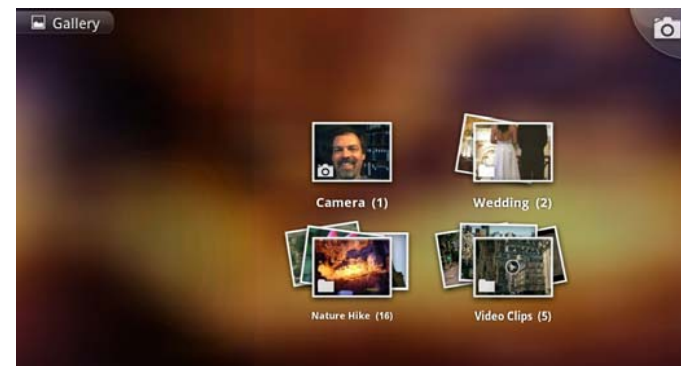 Gallery
Camera (1)
Wedding (2)
Nature Hike (16)
Video Clips (5)